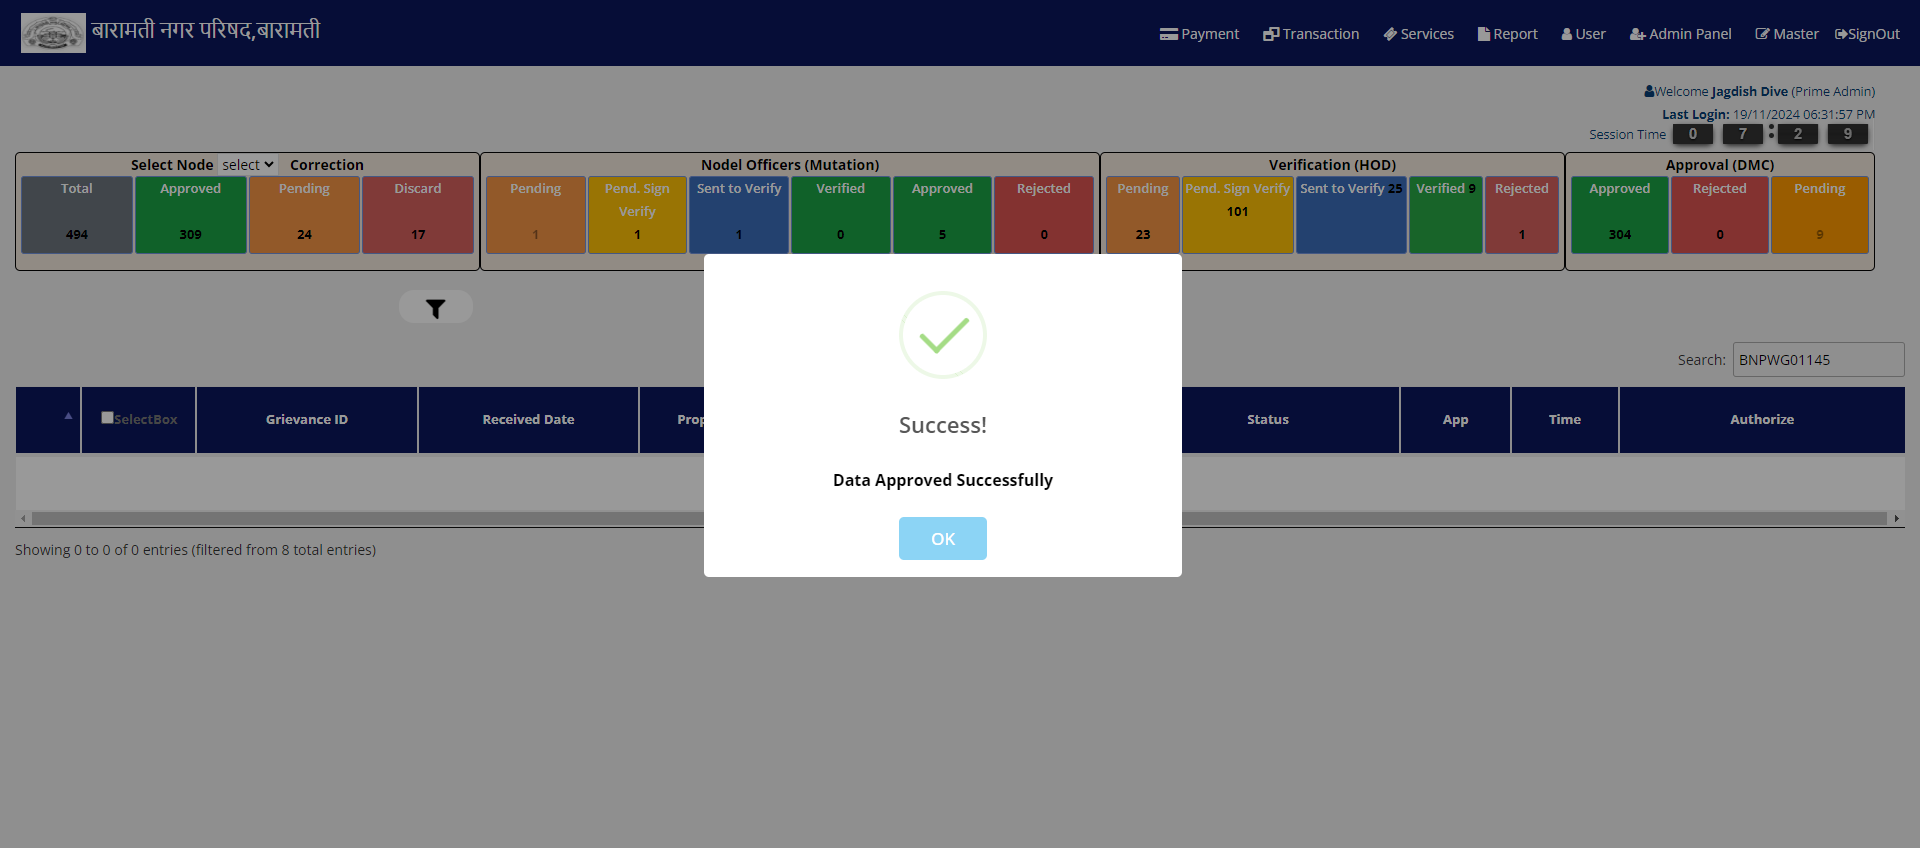 बारामती नगर परिषद,बारामती
Payment Transaction Services Report User Admin Panel Master SignOut
Welcome Jagdish Dive (Prime Admin)
Last Login: 19/11/2024 06:31:57 PM
Session Time 0 7 : 2 9
Select Node select Correction
Total Approved Pending Discard
494 309 24 17
Nodel Officers (Mutation)
Pending Pend. Sign Verify Sent to Verify Verified Approved Rejected
1 1 1 0 5 0
Verification (HOD)
Pending Pend. Sign Verify Sent to Verify 25 Verified 9 Rejected
23 101 1
Approval (DMC)
Approved Rejected Pending
304 0 9
Search: BNPWG01145
SelectBox Grievance ID Received Date Prop Status App Time Authorize
Success!
Data Approved Successfully
OK
Showing 0 to 0 of 0 entries (filtered from 8 total entries)